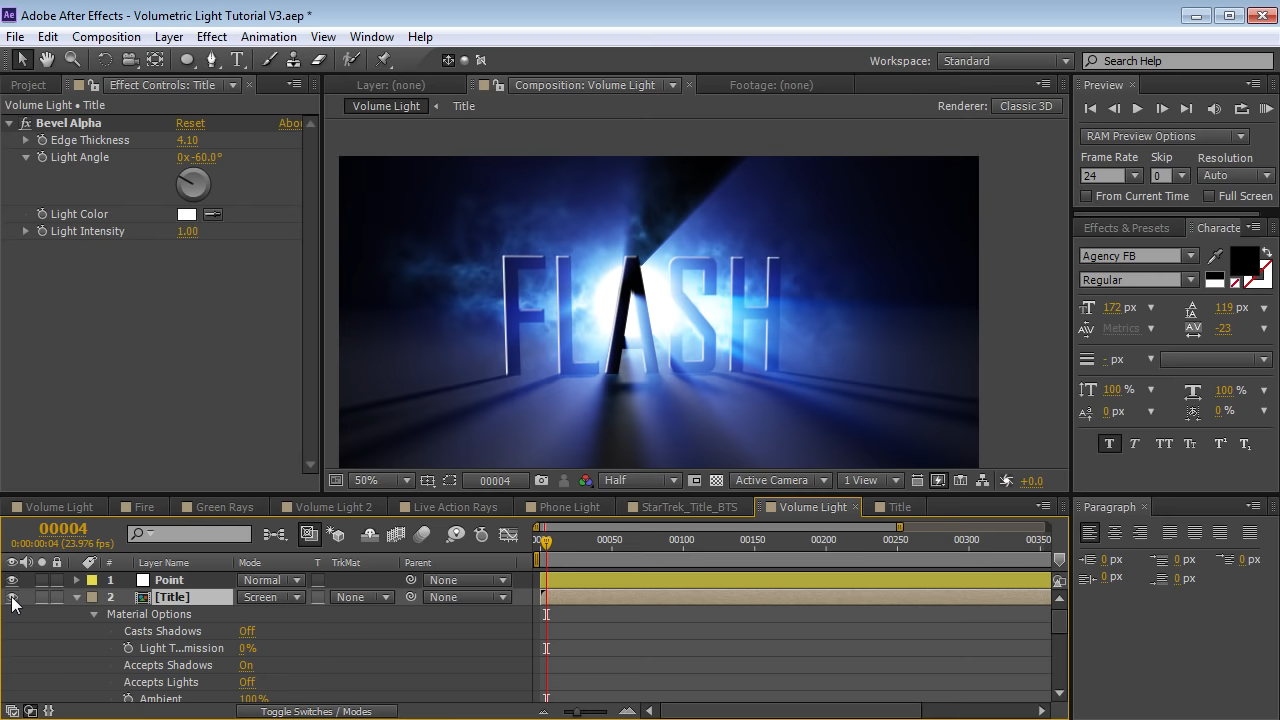 Adobe After Effects - Volumetric Light Tutorial V3.aep *
File Edit Composition Layer Effect Animation View Window Help
Workspace: Standard Search Help
Project Effect Controls: Title
Layer: (none) Composition: Volume Light Footage: (none)
Preview
Volume Light • Title
Volume Light Title Renderer: Classic 3D
fx Bevel Alpha Reset Abou
Edge Thickness 4.10
Light Angle 0x-60.0°
Light Color
Light Intensity 1.00
FLASH
RAM Preview Options
Frame Rate Skip Resolution
24 0 Auto
From Current Time Full Screen
Effects & Presets Characte
Agency FB
Regular
172 px 119 px
Metrics -23
- px
100 % 100 %
0 px 0 %
T T TT Tt T¹ T₁
50% 00004 Half Active Camera 1 View +0.0
Volume Light Fire Green Rays Volume Light 2 Live Action Rays Phone Light StarTrek_Title_BTS Volume Light Title
Paragraph
00004
0:00:00:04 (23.976 fps)
00050 00100 00150 00200 00250 00300 00350
# Layer Name Mode T TrkMat Parent
1 Point Normal None
2 [Title] Screen None None
Material Options
Casts Shadows Off
Light T...mission 0%
Accepts Shadows On
Accepts Lights Off
Ambient 100%
Toggle Switches / Modes
0 px 0 px 0 px
0 px 0 px